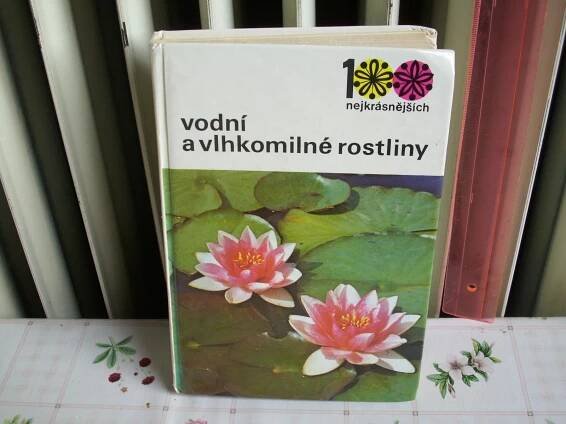 100
nejkrásnějších
vodní
a vlhkomilné rostliny